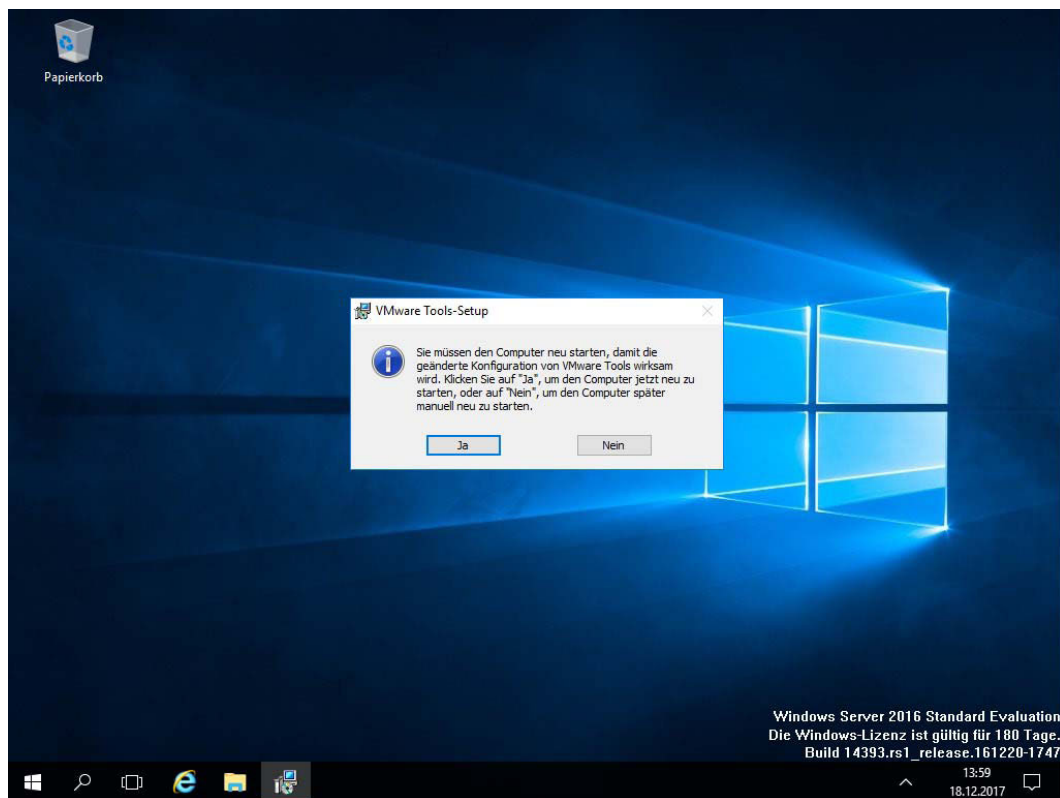 Papierkorb
VMware Tools-Setup
Sie müssen den Computer neu starten, damit die
geänderte Konfiguration von VMware Tools wirksam
wird. Klicken Sie auf "Ja", um den Computer jetzt neu zu
starten, oder auf "Nein", um den Computer später
manuell neu zu starten.
Ja
Nein
Windows Server 2016 Standard Evaluation
Die Windows-Lizenz ist gültig für 180 Tage.
Build 14393.rs1_release.161220-1747
13:59
18.12.2017